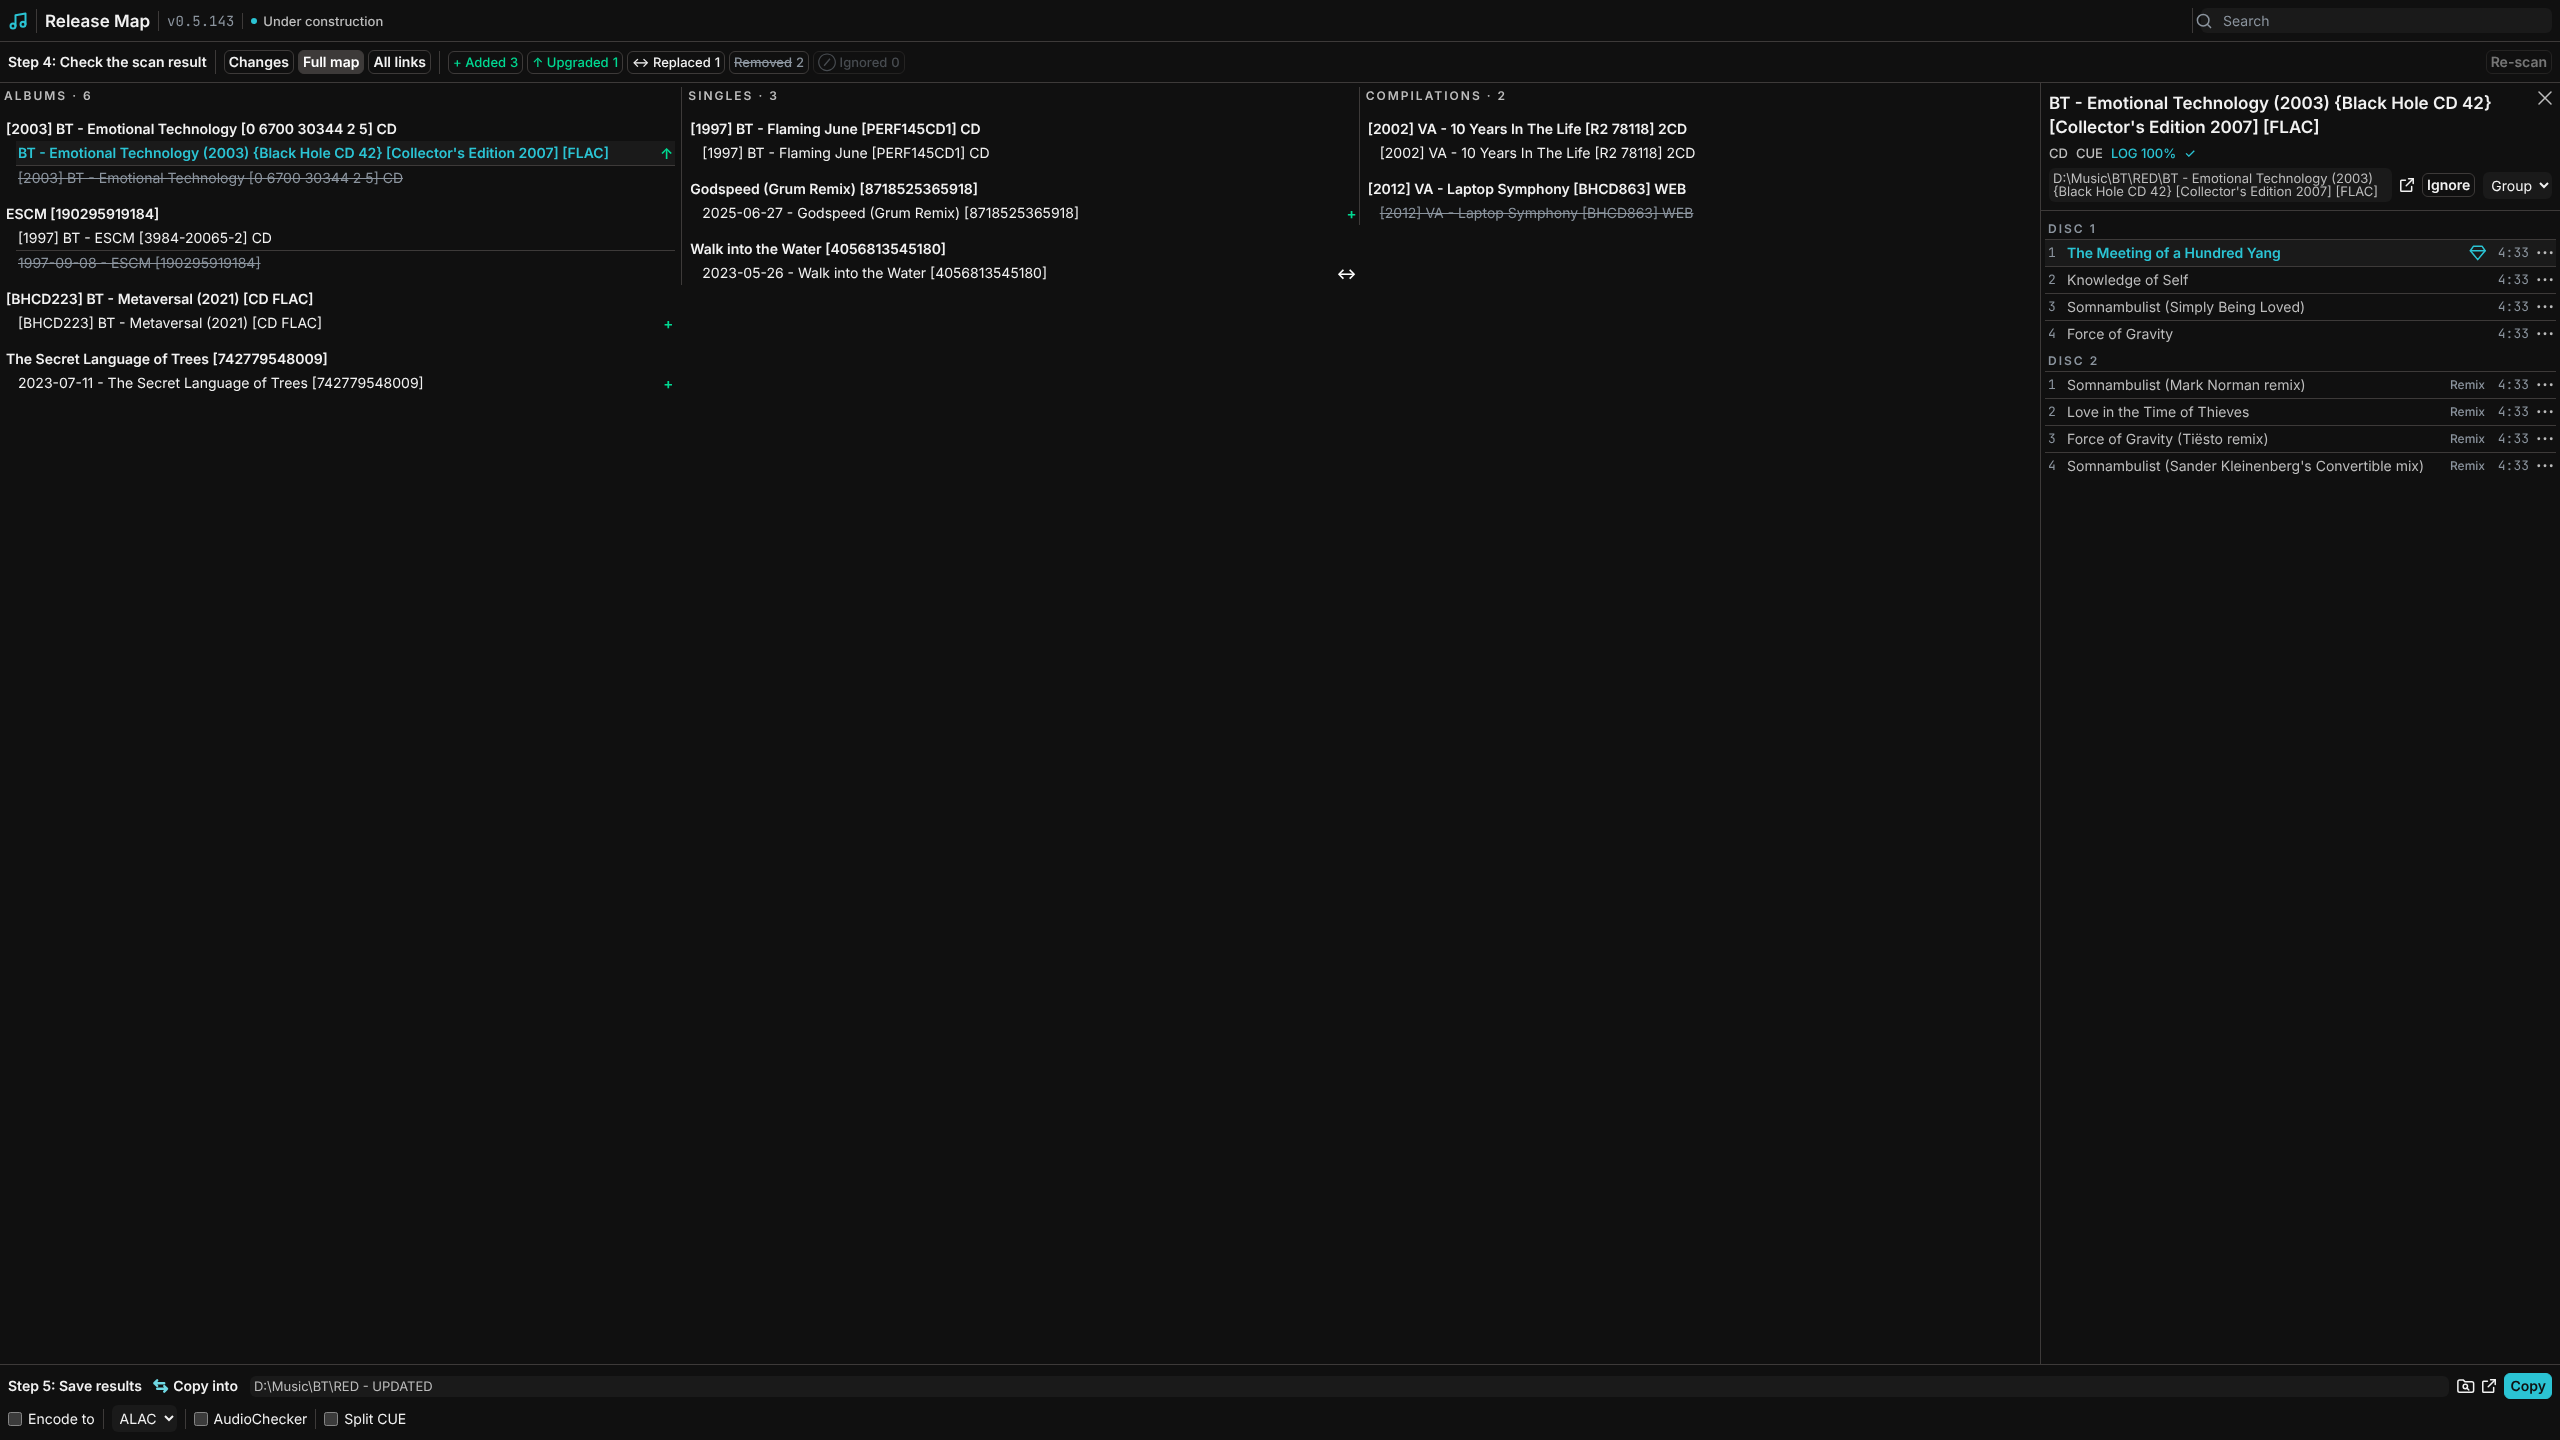 Release Map v0.5.143 Under construction Search
Step 4: Check the scan result Changes Full map All links + Added 3 ↑ Upgraded 1 ↔ Replaced 1 Removed 2 Ignored 0 Re-scan
ALBUMS · 6
[2003] BT - Emotional Technology [0 6700 30344 2 5] CD
BT - Emotional Technology (2003) {Black Hole CD 42} [Collector's Edition 2007] [FLAC] ↑
[2003] BT - Emotional Technology [0 6700 30344 2 5] CD
ESCM [190295919184]
[1997] BT - ESCM [3984-20065-2] CD
1997-09-08 - ESCM [190295919184]
[BHCD223] BT - Metaversal (2021) [CD FLAC]
[BHCD223] BT - Metaversal (2021) [CD FLAC] +
The Secret Language of Trees [742779548009]
2023-07-11 - The Secret Language of Trees [742779548009] +
SINGLES · 3
[1997] BT - Flaming June [PERF145CD1] CD
[1997] BT - Flaming June [PERF145CD1] CD
Godspeed (Grum Remix) [8718525365918]
2025-06-27 - Godspeed (Grum Remix) [8718525365918] +
Walk into the Water [4056813545180]
2023-05-26 - Walk into the Water [4056813545180] ↔
COMPILATIONS · 2
[2002] VA - 10 Years In The Life [R2 78118] 2CD
[2002] VA - 10 Years In The Life [R2 78118] 2CD
[2012] VA - Laptop Symphony [BHCD863] WEB
[2012] VA - Laptop Symphony [BHCD863] WEB
BT - Emotional Technology (2003) {Black Hole CD 42}
[Collector's Edition 2007] [FLAC]
CD CUE LOG 100% ✓
D:\Music\BT\RED\BT - Emotional Technology (2003)
{Black Hole CD 42} [Collector's Edition 2007] [FLAC]
Ignore Group
DISC 1
1 The Meeting of a Hundred Yang 4:33 ···
2 Knowledge of Self 4:33 ···
3 Somnambulist (Simply Being Loved) 4:33 ···
4 Force of Gravity 4:33 ···
DISC 2
1 Somnambulist (Mark Norman remix) Remix 4:33 ···
2 Love in the Time of Thieves Remix 4:33 ···
3 Force of Gravity (Tiësto remix) Remix 4:33 ···
4 Somnambulist (Sander Kleinenberg's Convertible mix) Remix 4:33 ···
Step 5: Save results Copy into D:\Music\BT\RED - UPDATED Copy
Encode to ALAC AudioChecker Split CUE